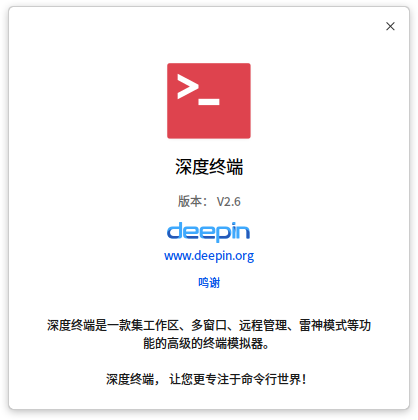 深度终端
版本： V2.6
deepin
www.deepin.org
鸣谢
深度终端是一款集工作区、多窗口、远程管理、雷神模式等功
能的高级的终端模拟器。
深度终端， 让您更专注于命令行世界！